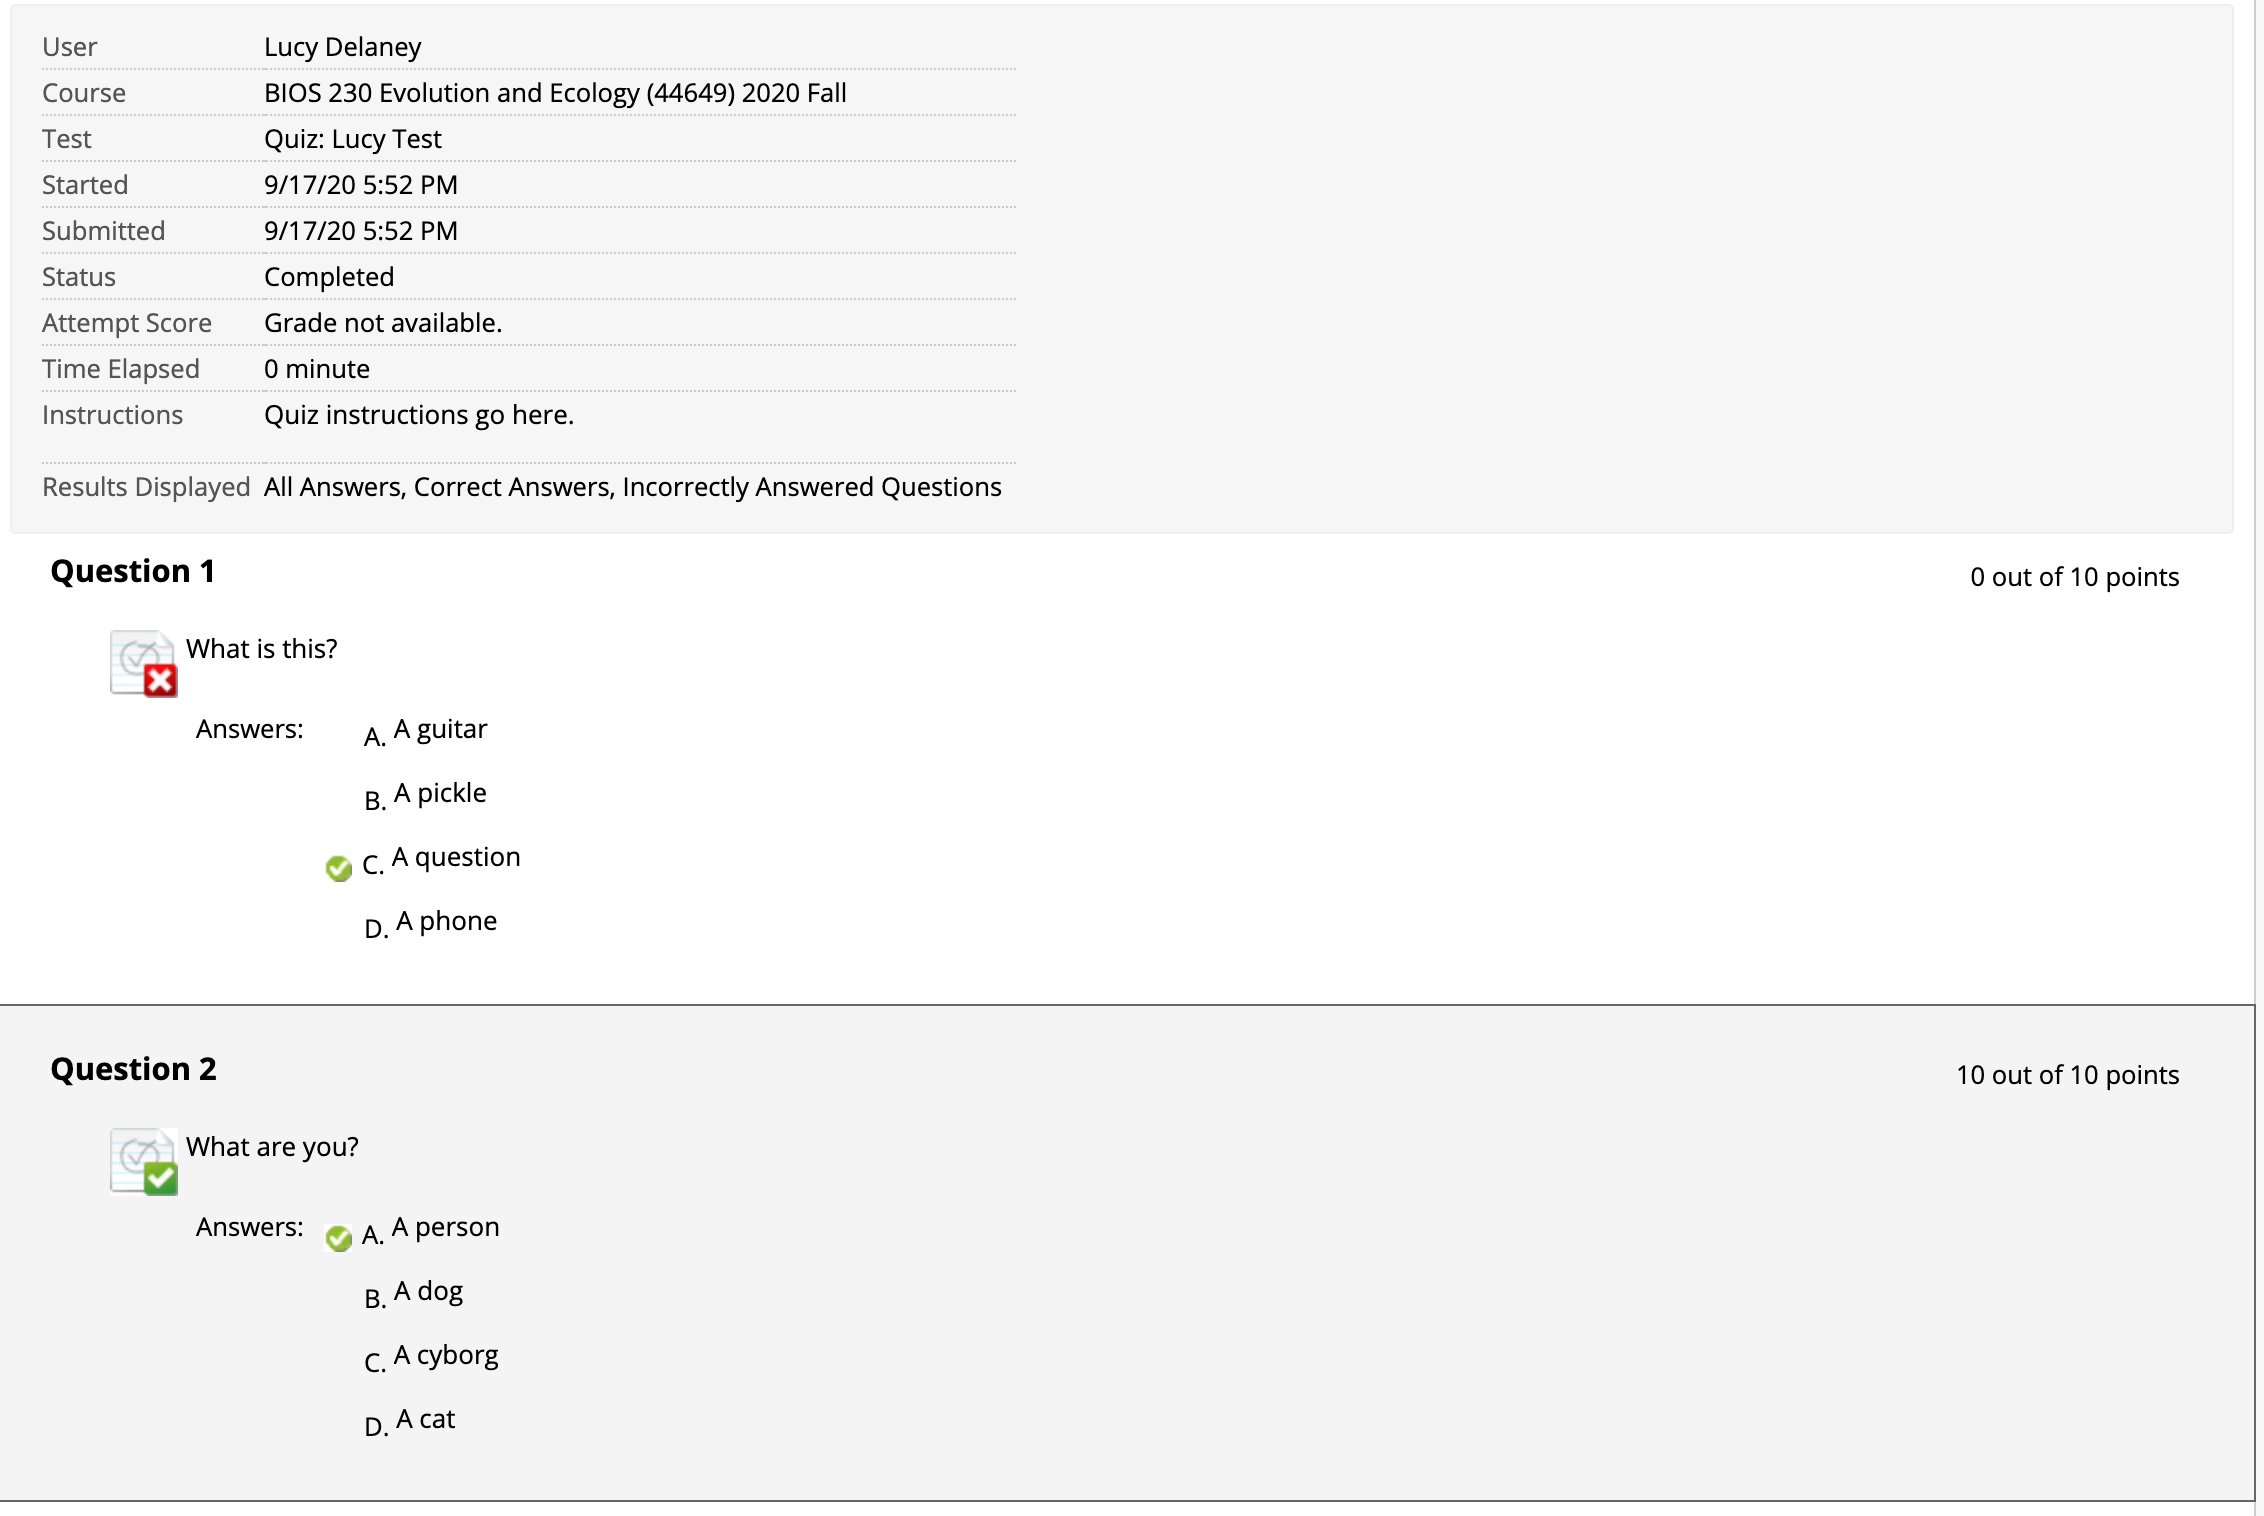 User Lucy Delaney
Course BIOS 230 Evolution and Ecology (44649) 2020 Fall
Test Quiz: Lucy Test
Started 9/17/20 5:52 PM
Submitted 9/17/20 5:52 PM
Status Completed
Attempt Score Grade not available.
Time Elapsed 0 minute
Instructions Quiz instructions go here.
Results Displayed All Answers, Correct Answers, Incorrectly Answered Questions
Question 1 0 out of 10 points
What is this?
Answers: A. A guitar
B. A pickle
C. A question
D. A phone
Question 2 10 out of 10 points
What are you?
Answers: A. A person
B. A dog
C. A cyborg
D. A cat